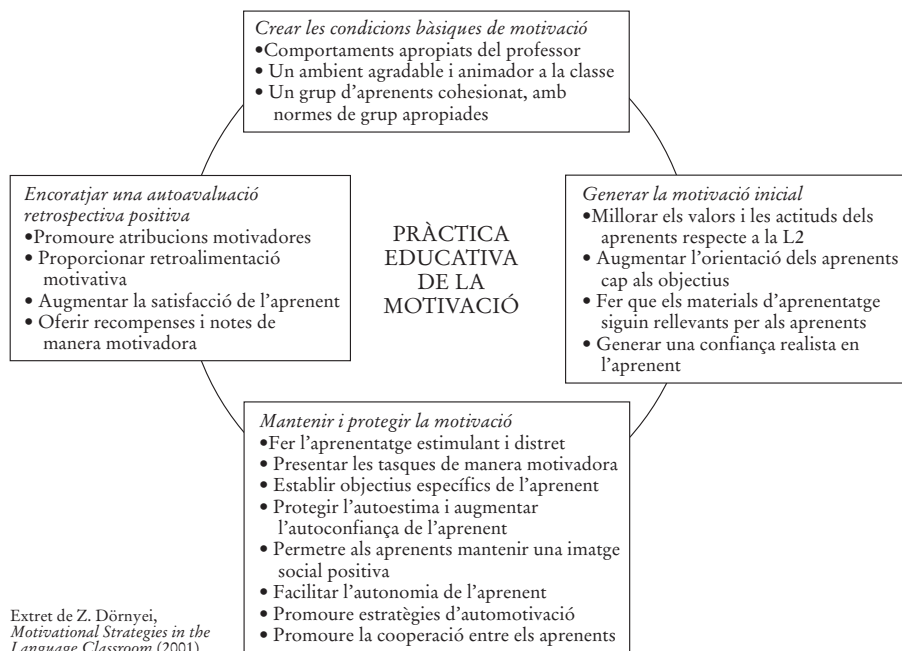 Crear les condicions bàsiques de motivació
•Comportaments apropiats del professor
• Un ambient agradable i animador a la classe
• Un grup d'aprenents cohesionat, amb
normes de grup apropiades
Encoratjar una autoavaluació
retrospectiva positiva
•Promoure atribucions motivadores
• Proporcionar retroalimentació
motivativa
• Augmentar la satisfacció de l'aprenent
• Oferir recompenses i notes de
manera motivadora
PRÀCTICA
EDUCATIVA
DE LA
MOTIVACIÓ
Generar la motivació inicial
•Millorar els valors i les actituds dels
aprenents respecte a la L2
• Augmentar l'orientació dels aprenents
cap als objectius
• Fer que els materials d'aprenentatge
siguin rellevants per als aprenents
• Generar una confiança realista en
l'aprenent
Mantenir i protegir la motivació
•Fer l'aprenentatge estimulant i distret
• Presentar les tasques de manera motivadora
• Establir objectius específics de l'aprenent
• Protegir l'autoestima i augmentar
l'autoconfiança de l'aprenent
• Permetre als aprenents mantenir una imatge
social positiva
• Facilitar l'autonomia de l'aprenent
• Promoure estratègies d'automotivació
• Promoure la cooperació entre els aprenents
Extret de Z. Dörnyei,
Motivational Strategies in the
Language Classroom (2001)